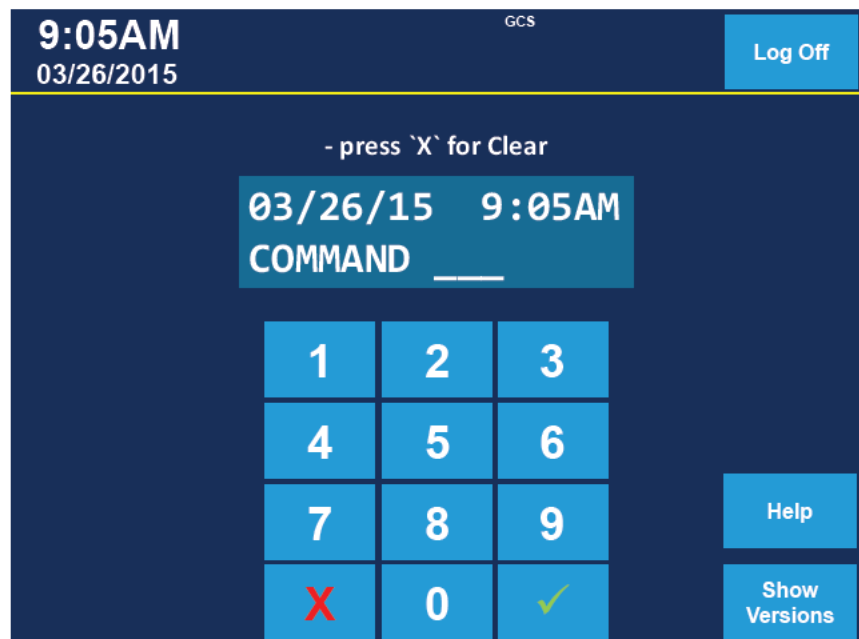 9:05AM
GCS
Log Off
03/26/2015
- press `X` for Clear
03/26/15 9:05AM
COMMAND ___
1 2 3
4 5 6
7 8 9
Help
X 0 ✓
Show
Versions